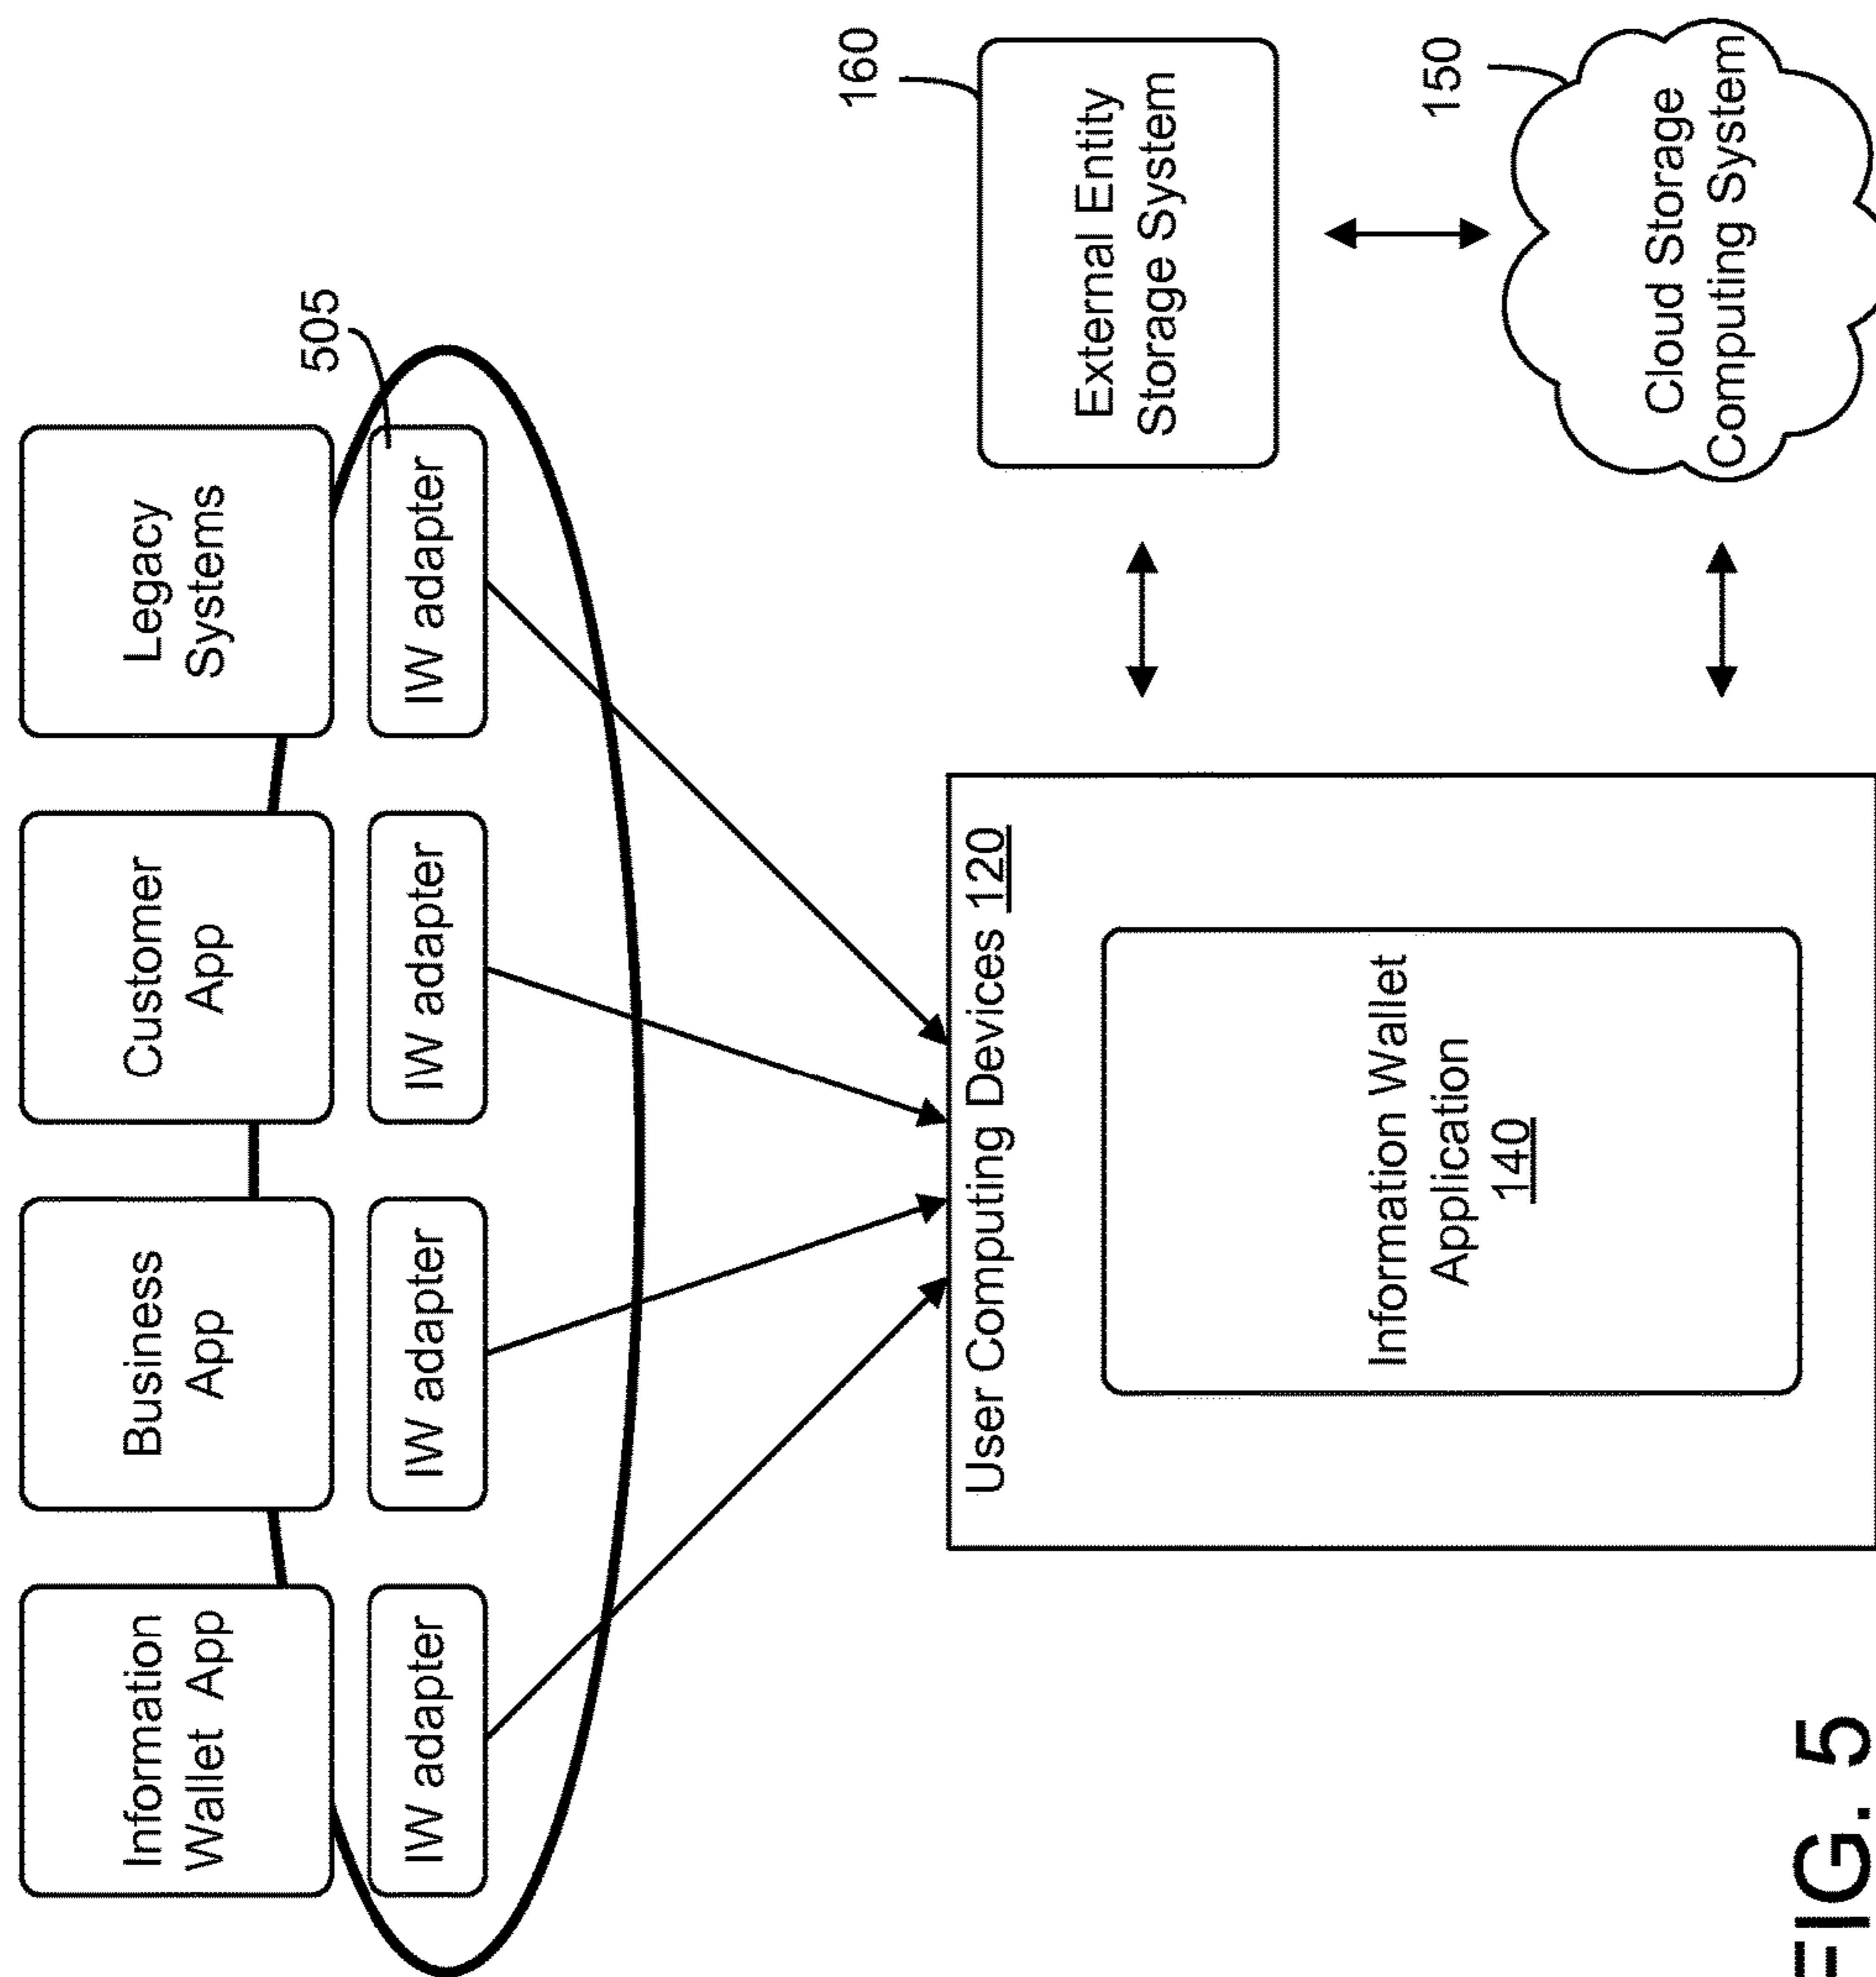 Information
Wallet App
Business
App
Customer
App
Legacy
Systems
505
IW adapter
IW adapter
IW adapter
IW adapter
160
User Computing Devices 120
External Entity
Storage System
Information Wallet
Application
140
150
Cloud Storage
Computing System
FIG. 5